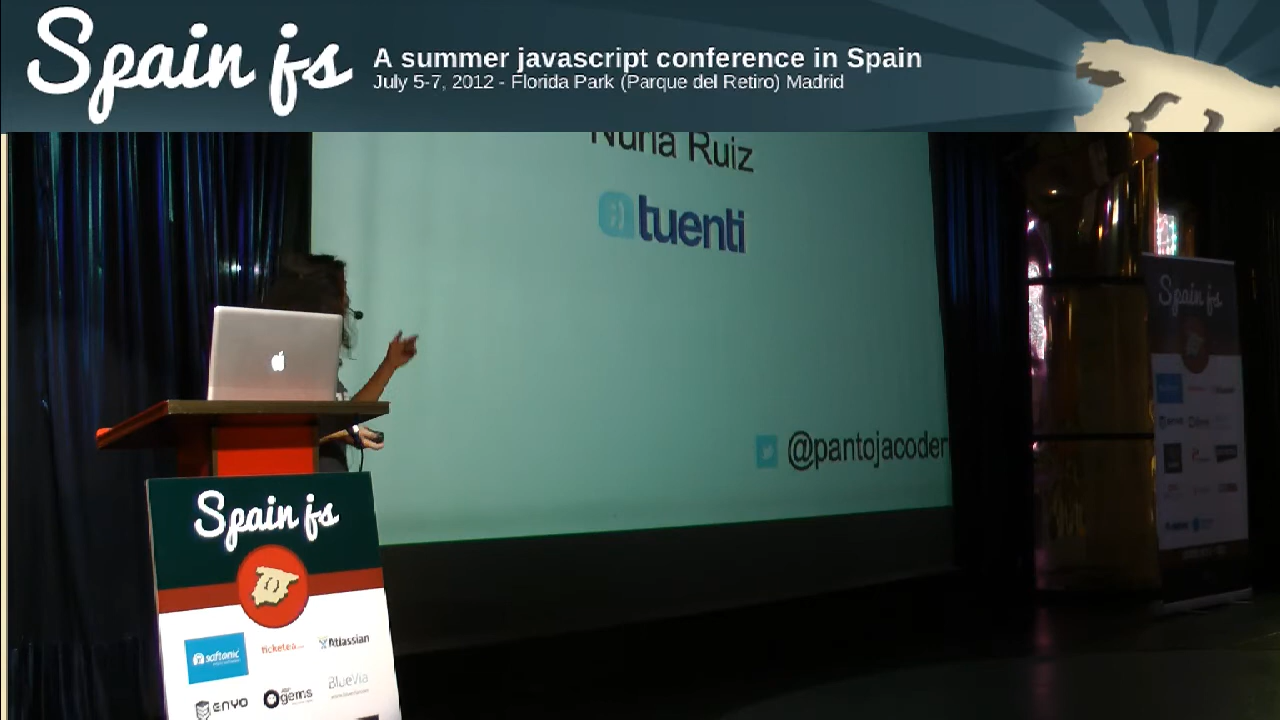 Spain js
A summer javascript conference in Spain
July 5-7, 2012 - Florida Park (Parque del Retiro) Madrid
Nuria Ruiz
tuenti
@pantojacoder
Spain js
Spain js
softonic
ticketea
Atlassian
ENYO
gems
BlueVia